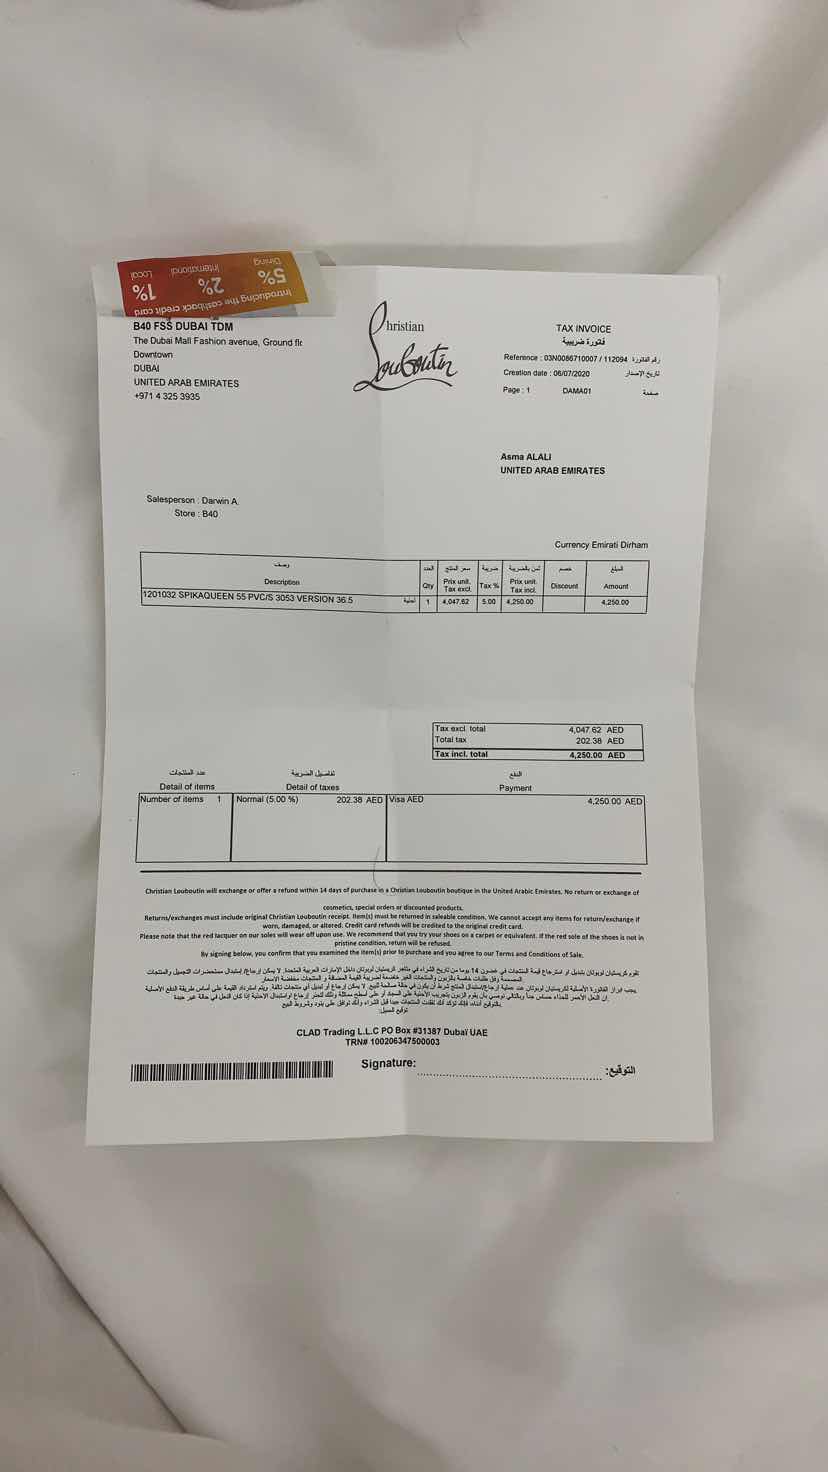 Introducing the cashback credit card
5% 2% 1%
Dining International Local
B40 FSS DUBAI TDM
The Dubai Mall Fashion avenue, Ground flo
Downtown
DUBAI
UNITED ARAB EMIRATES
+971 4 325 3935
Christian
Louboutin
TAX INVOICE
فاتورة ضريبية
Reference : 03N0086710007 / 112094 رقم الفاتورة
Creation date : 06/07/2020 تاريخ الإصدار
Page : 1 DAMA01 صفحة
Asma ALALI
UNITED ARAB EMIRATES
Salesperson : Darwin A.
Store : B40
Currency Emirati Dirham
وصف العدد سعر المنتج ضريبة ثمن بالضريبة خصم المبلغ
Description Qty Prix unit. Tax excl. Tax % Prix unit. Tax incl. Discount Amount
1201032 SPIKAQUEEN 55 PVC/S 3053 VERSION 36.5 أحذية 1 4,047.62 5.00 4,250.00 4,250.00
Tax excl. total 4,047.62 AED
Total tax 202.38 AED
Tax incl. total 4,250.00 AED
عدد المنتجات تفاصيل الضريبة الدفع
Detail of items Detail of taxes Payment
Number of items 1 Normal (5.00 %) 202.38 AED Visa AED 4,250.00 AED
Christian Louboutin will exchange or offer a refund within 14 days of purchase in a Christian Louboutin boutique in the United Arabic Emirates. No return or exchange of
cosmetics, special orders or discounted products.
Returns/exchanges must include original Christian Louboutin receipt. Item(s) must be returned in saleable condition. We cannot accept any items for return/exchange if
worn, damaged, or altered. Credit card refunds will be credited to the original credit card.
Please note that the red lacquer on our soles will wear off upon use. We recommend that you try your shoes on a carpet or equivalent. If the red sole of the shoes is not in
pristine condition, return will be refused.
By signing below, you confirm that you examined the item(s) prior to purchase and you agree to our Terms and Conditions of Sale.
CLAD Trading L.L.C PO Box #31387 Dubaï UAE
TRN# 100206347500003
Signature: التوقيع: